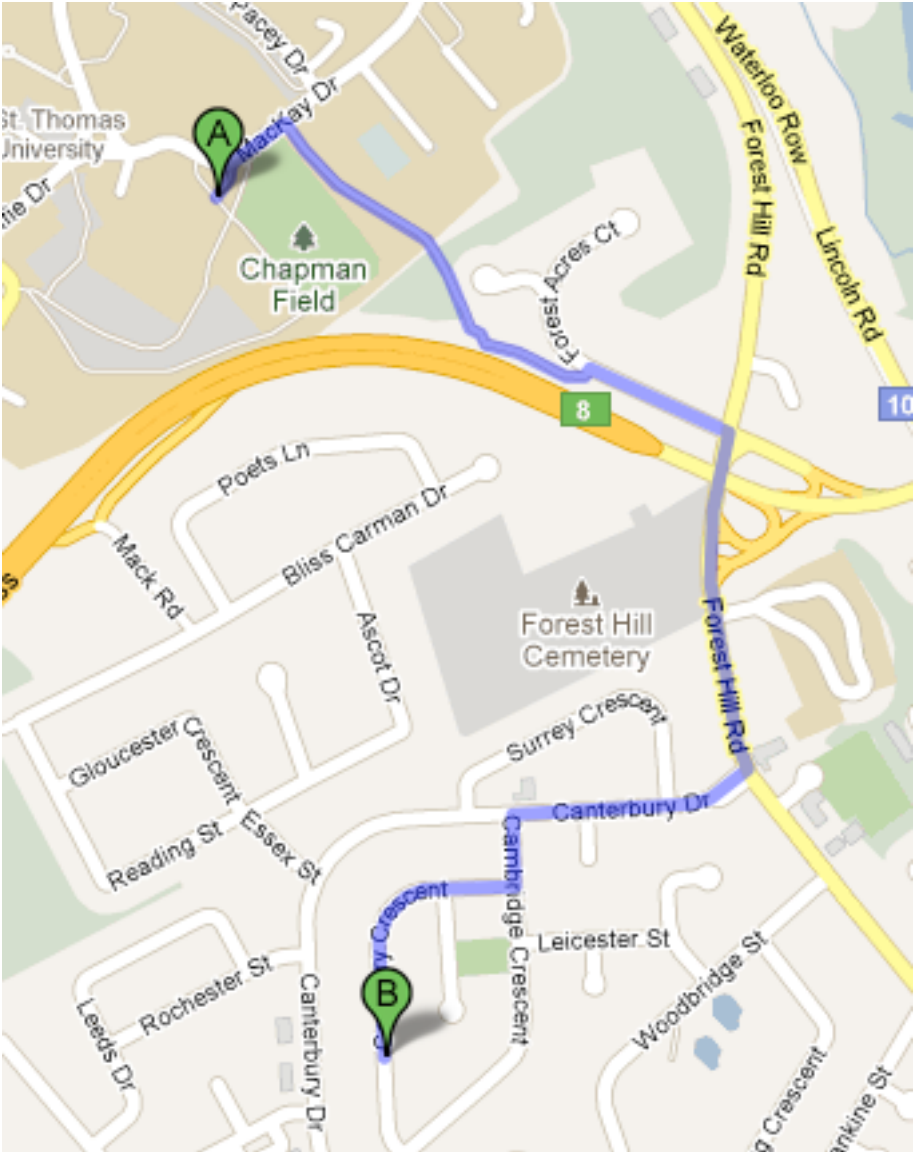 Pacey Dr
Waterloo Row
MacKay Dr
A
St. Thomas
University
Forest Hill Rd
Lincoln Rd
Chapman
Field
Forest Acres Ct
8
10
Poets Ln
Bliss Carman Dr
Mack Rd
Ascot Dr
Forest Hill
Cemetery
Forest Hill Rd
Surrey Crescent
Gloucester Crescent
Canterbury Dr
Reading St
Essex St
Cambridge Crescent
Crescent
Leicester St
Woodbridge St
Rochester St
B
Leeds Dr
Canterbury Dr
Crescent